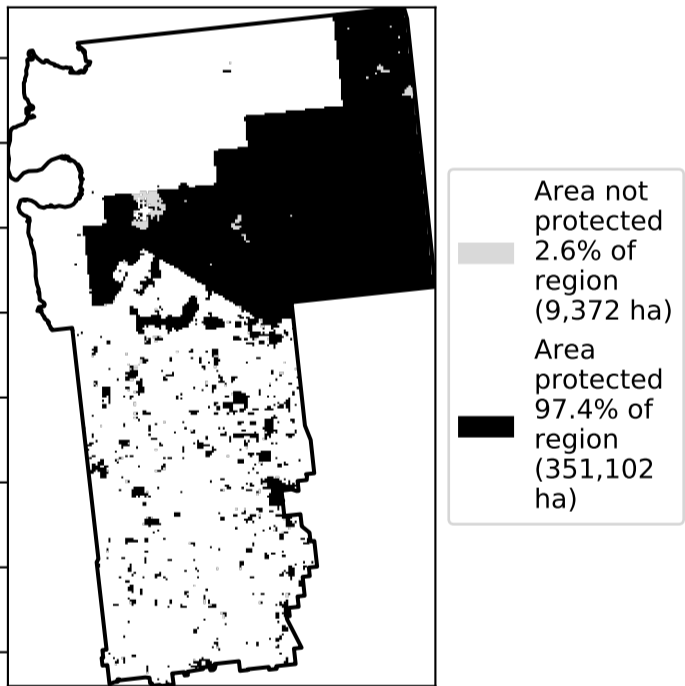 Area not
protected
2.6% of
region
(9,372 ha)
Area
protected
97.4% of
region
(351,102
ha)